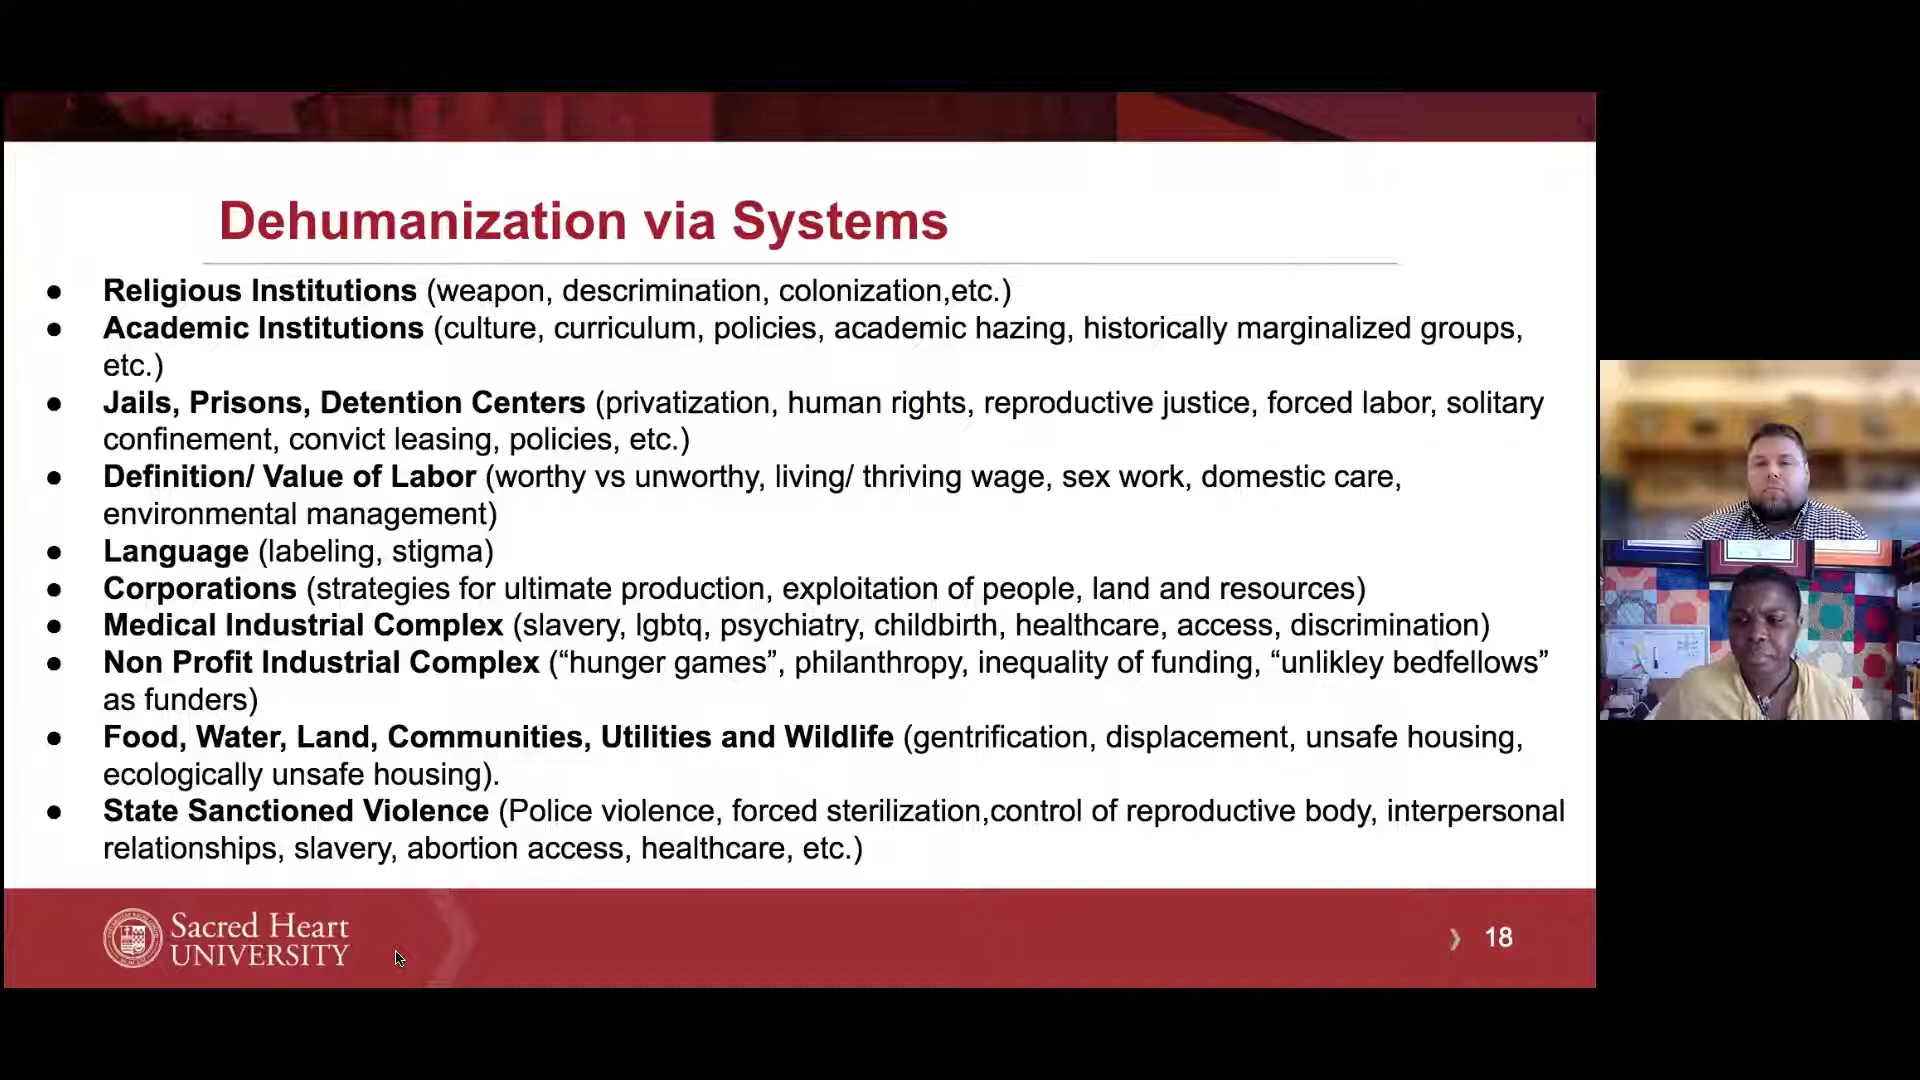 Dehumanization via Systems
● Religious Institutions (weapon, descrimination, colonization,etc.)
● Academic Institutions (culture, curriculum, policies, academic hazing, historically marginalized groups,
etc.)
● Jails, Prisons, Detention Centers (privatization, human rights, reproductive justice, forced labor, solitary
confinement, convict leasing, policies, etc.)
● Definition/ Value of Labor (worthy vs unworthy, living/ thriving wage, sex work, domestic care,
environmental management)
● Language (labeling, stigma)
● Corporations (strategies for ultimate production, exploitation of people, land and resources)
● Medical Industrial Complex (slavery, lgbtq, psychiatry, childbirth, healthcare, access, discrimination)
● Non Profit Industrial Complex (“hunger games”, philanthropy, inequality of funding, “unlikley bedfellows”
as funders)
● Food, Water, Land, Communities, Utilities and Wildlife (gentrification, displacement, unsafe housing,
ecologically unsafe housing).
● State Sanctioned Violence (Police violence, forced sterilization,control of reproductive body, interpersonal
relationships, slavery, abortion access, healthcare, etc.)
Sacred Heart
UNIVERSITY
18